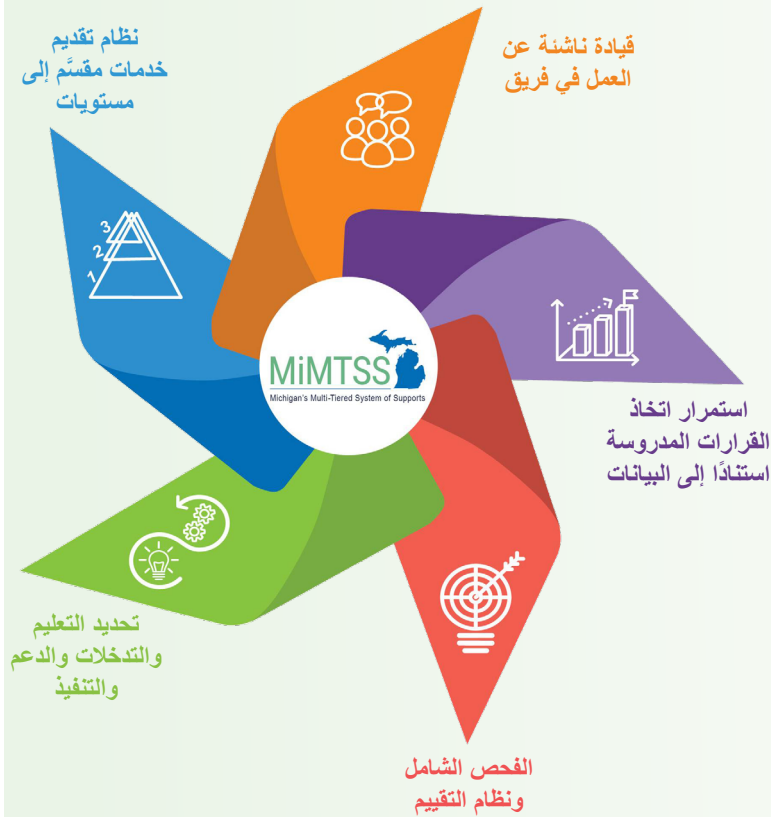 قيادة ناشئة عن
العمل في فريق
نظام تقديم
خدمات مقسَّم إلى
مستويات
3
2
1
MiMTSS
Michigan's Multi-Tiered System of Supports
استمرار اتخاذ
القرارات المدروسة
استنادًا إلى البيانات
تحديد التعليم
والتدخلات والدعم
والتنفيذ
الفحص الشامل
ونظام التقييم